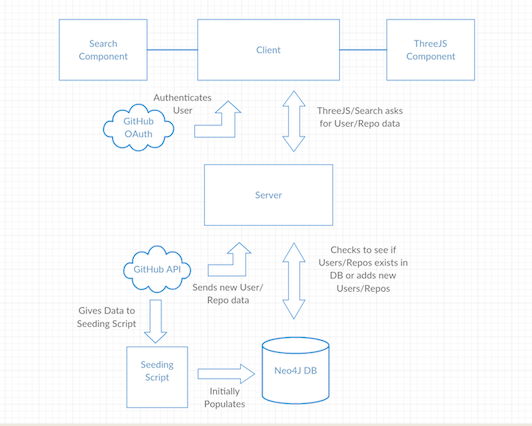 Search
Component
Client
ThreeJS
Component
Authenticates
User
GitHub
OAuth
ThreeJS/Search asks
for User/Repo data
Server
GitHub API
Sends new User/
Repo data
Checks to see if
Users/Repos exists in
DB or adds new
Users/Repos
Gives Data to
Seeding Script
Seeding
Script
Initially
Populates
Neo4J DB